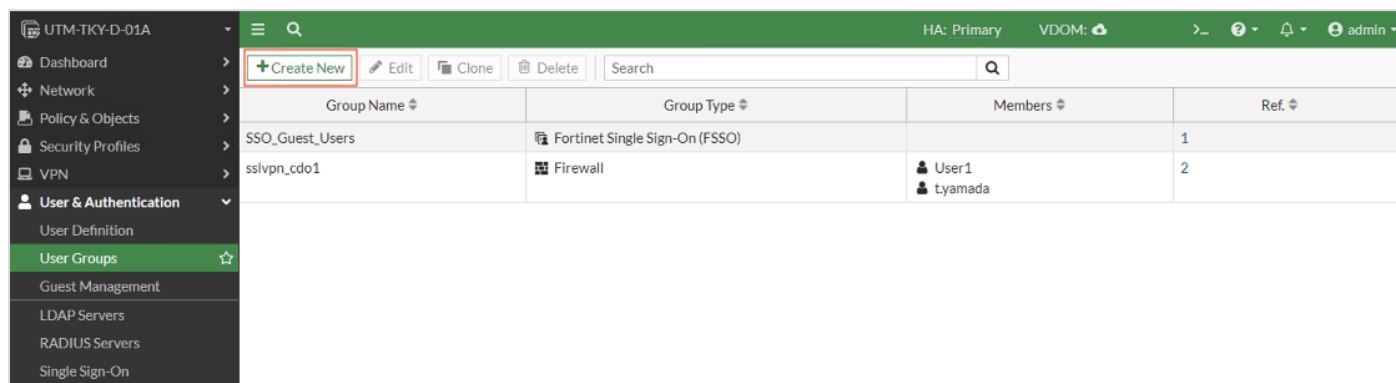 UTM-TKY-D-01A
HA: Primary VDOM: admin
Dashboard
Network
Policy & Objects
Security Profiles
VPN
User & Authentication
User Definition
User Groups
Guest Management
LDAP Servers
RADIUS Servers
Single Sign-On
+Create New Edit Clone Delete Search
Group Name Group Type Members Ref.
SSO_Guest_Users Fortinet Single Sign-On (FSSO) 1
sslvpn_cdo1 Firewall User1 2
t.yamada